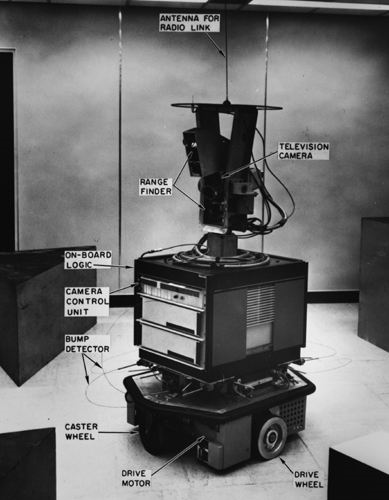 ANTENNA FOR
RADIO LINK
TELEVISION
CAMERA
RANGE
FINDER
ON-BOARD
LOGIC
CAMERA
CONTROL
UNIT
BUMP
DETECTOR
CASTER
WHEEL
DRIVE
MOTOR
DRIVE
WHEEL